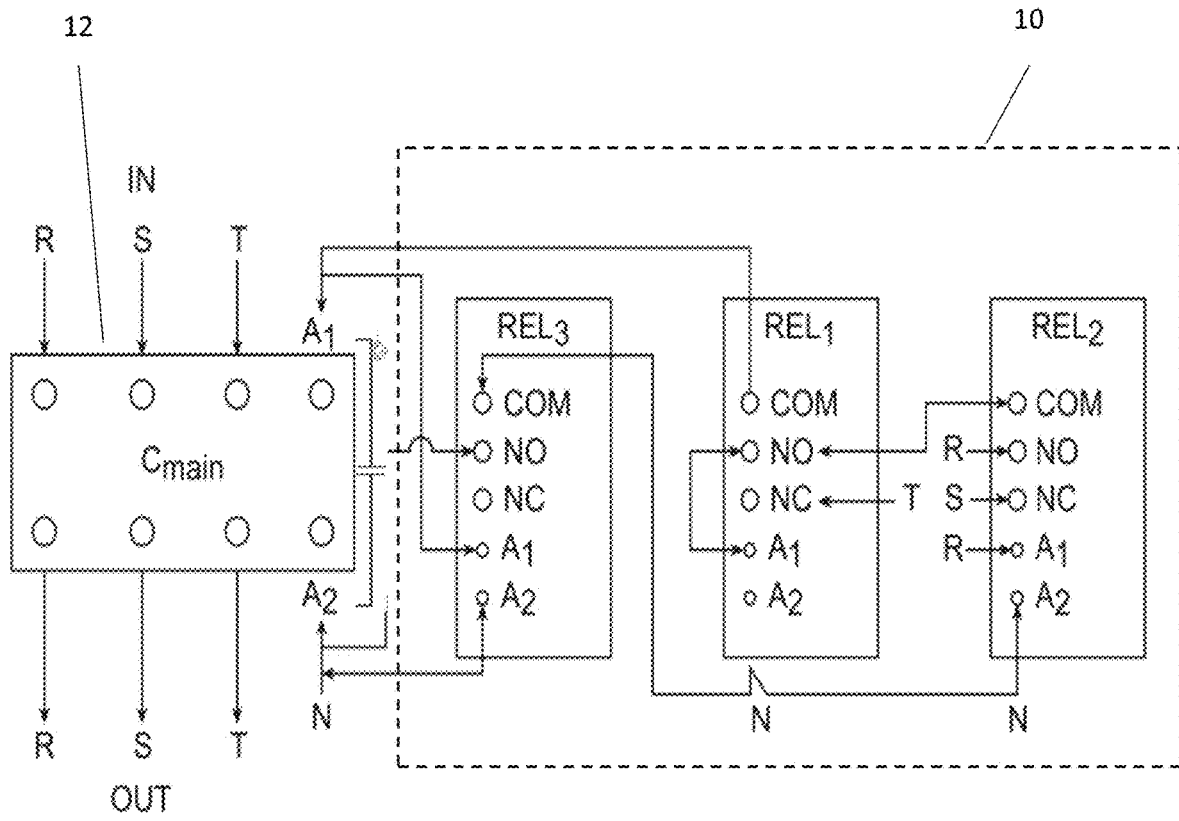 12
10
IN
R S T
A1
Cmain
A2
N
R S T
OUT
REL3
COM
NO
NC
A1
A2
REL1
COM
NO
NC
A1
A2
N
T
REL2
COM
R NO
S NC
R A1
A2
N